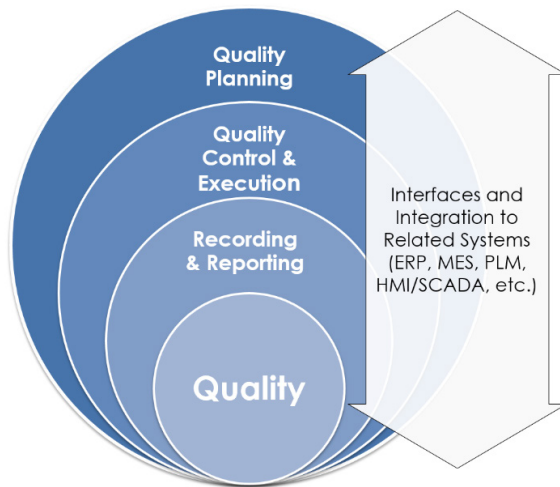 Quality
Planning
Quality
Control &
Execution
Recording
& Reporting
Quality
Interfaces and
Integration to
Related Systems
(ERP, MES, PLM,
HMI/SCADA, etc.)